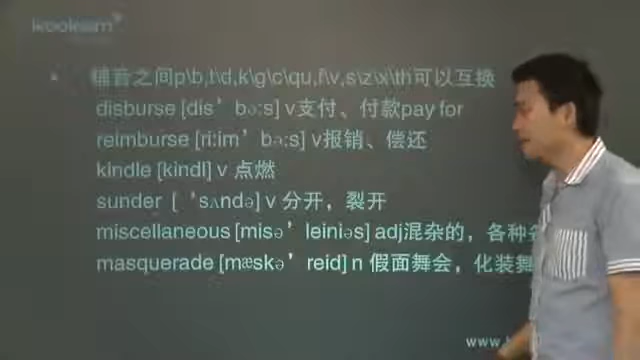 kookeam
• 辅音之间p\b,t\d,k\g\c\qu,f\v,s\z\x\th可以互换
disburse [dis’ bə:s] v支付、付款pay for
reimburse [ri:im’ bə:s] v报销、偿还
kindle [kindl] v 点燃
sunder [ ‘sʌndə] v 分开，裂开
miscellaneous [misə’ leiniəs] adj混杂的，各种
masquerade [mæskə’ reid] n 假面舞会，化装舞
www.